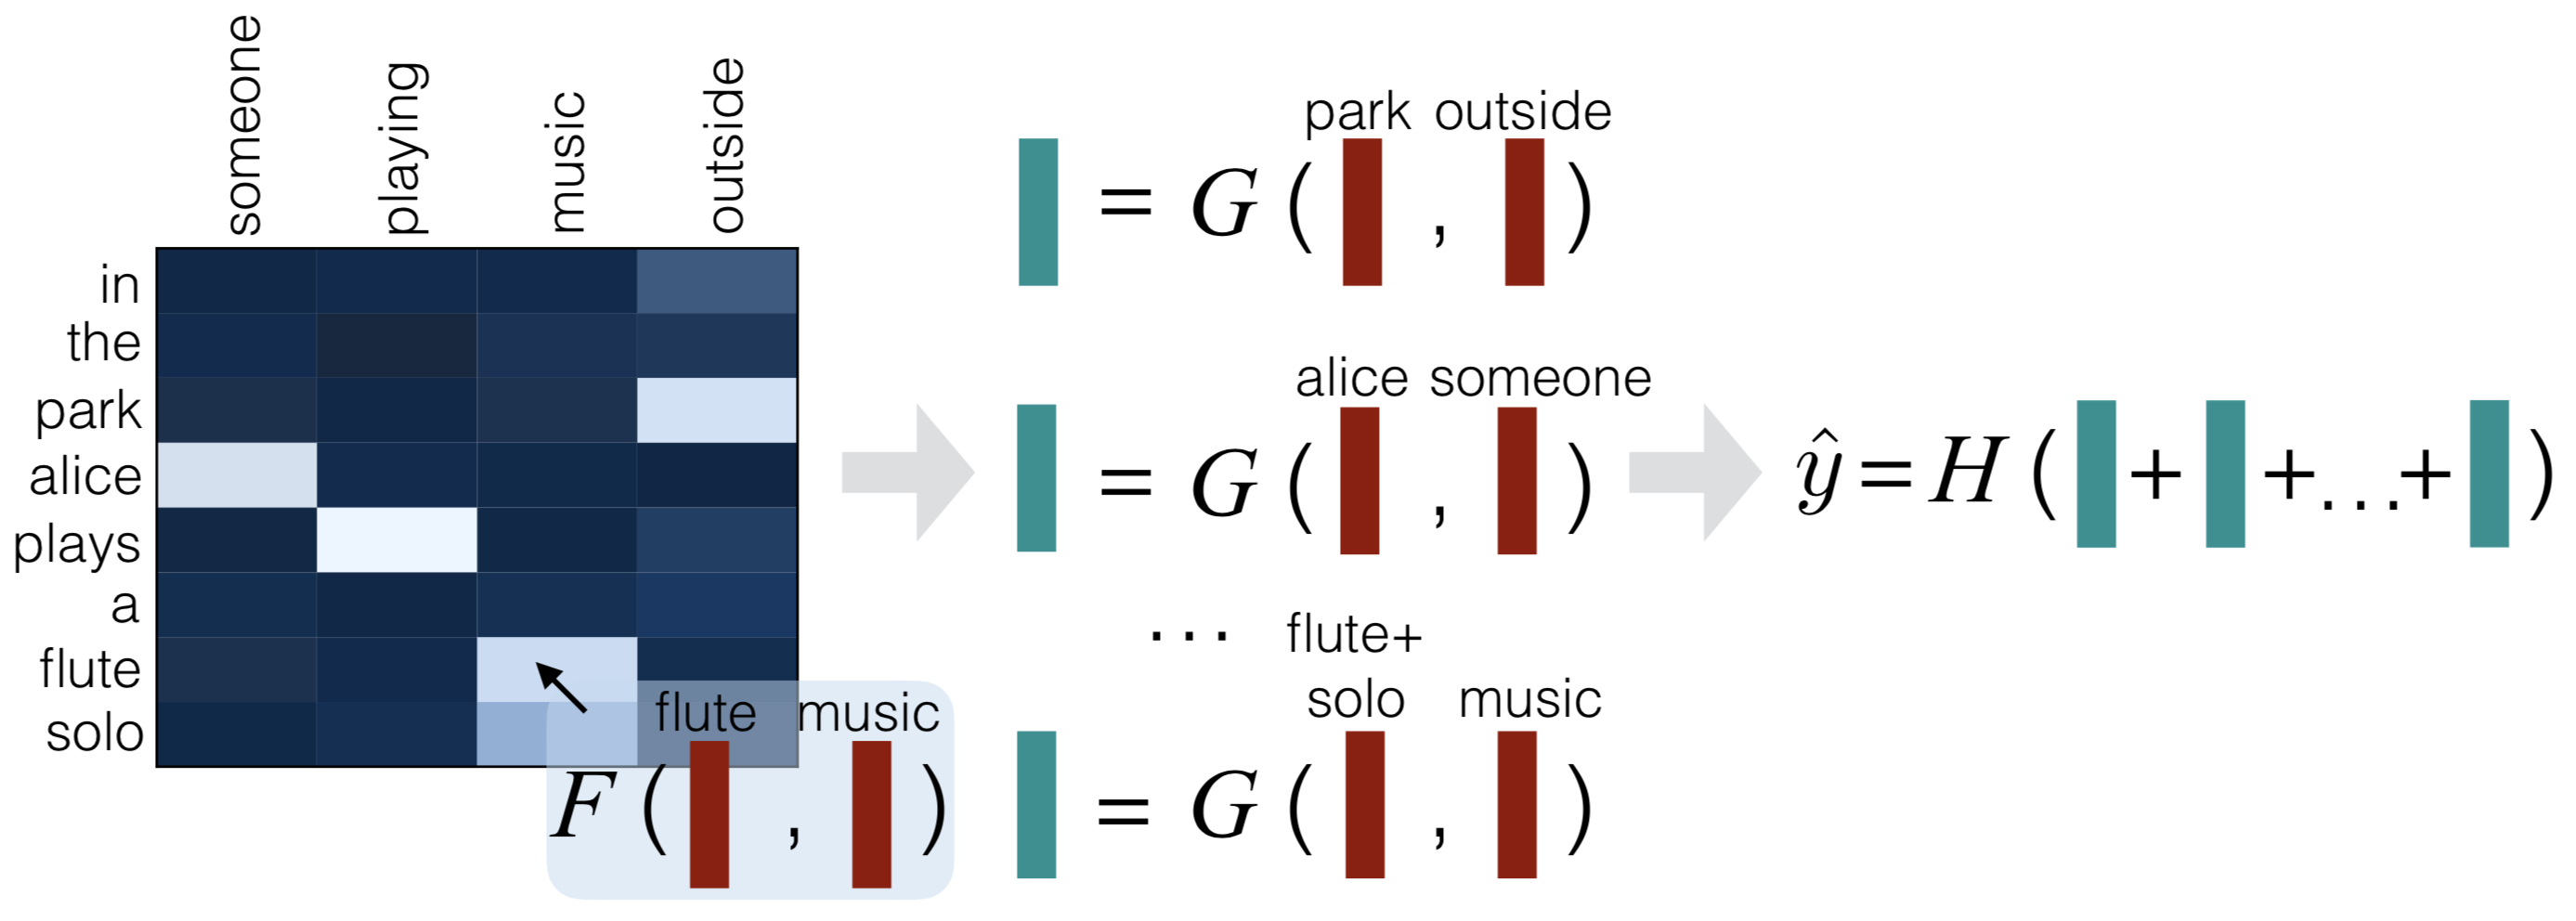 someone
playing
music
outside
in
the
park
alice
plays
a
flute
solo
flute music
F ( , )
park outside
= G ( , )
alice someone
= G ( , )
...
flute+
solo music
= G ( , )
ŷ = H ( + + ... + )